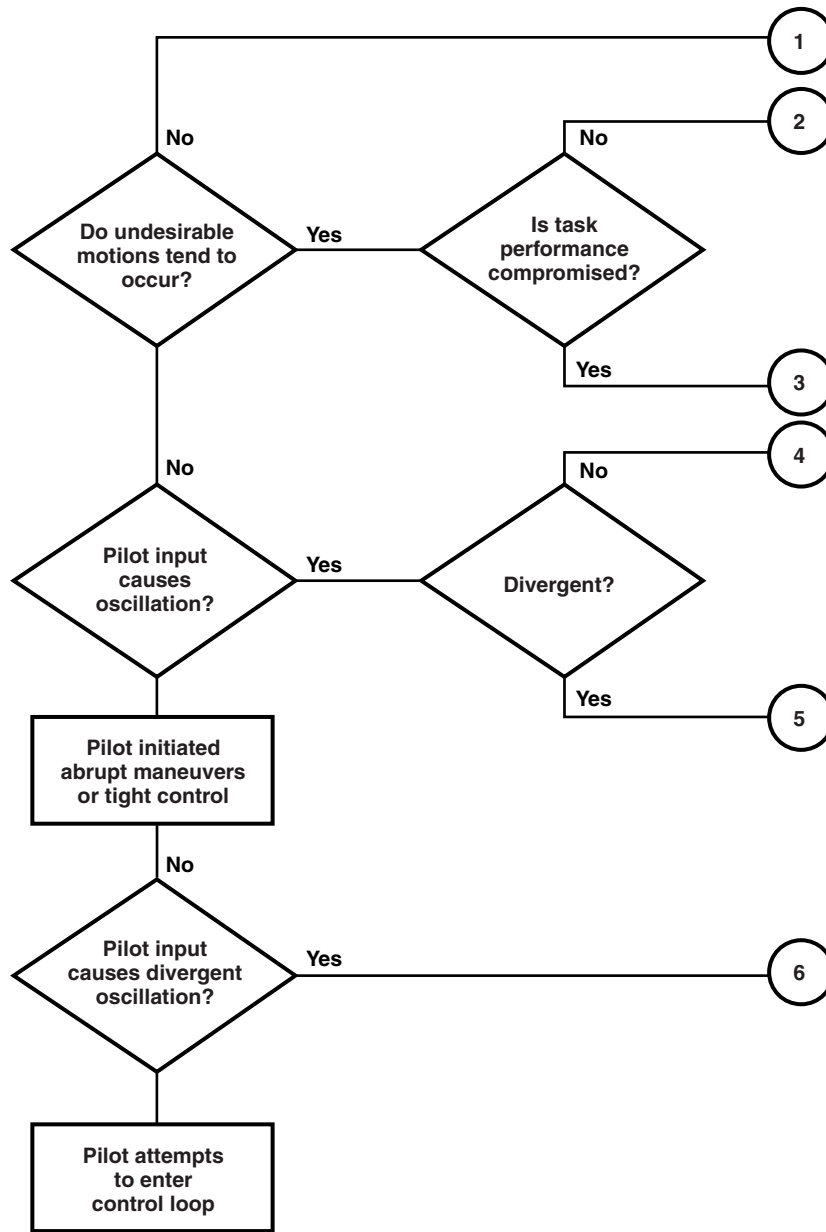 1
2
No
No
Do undesirable
motions tend to
occur?
Yes
Is task
performance
compromised?
Yes
3
4
No
No
Pilot input
causes
oscillation?
Yes
Divergent?
Yes
5
Pilot initiated
abrupt maneuvers
or tight control
No
Pilot input
causes divergent
oscillation?
Yes
6
Pilot attempts
to enter
control loop